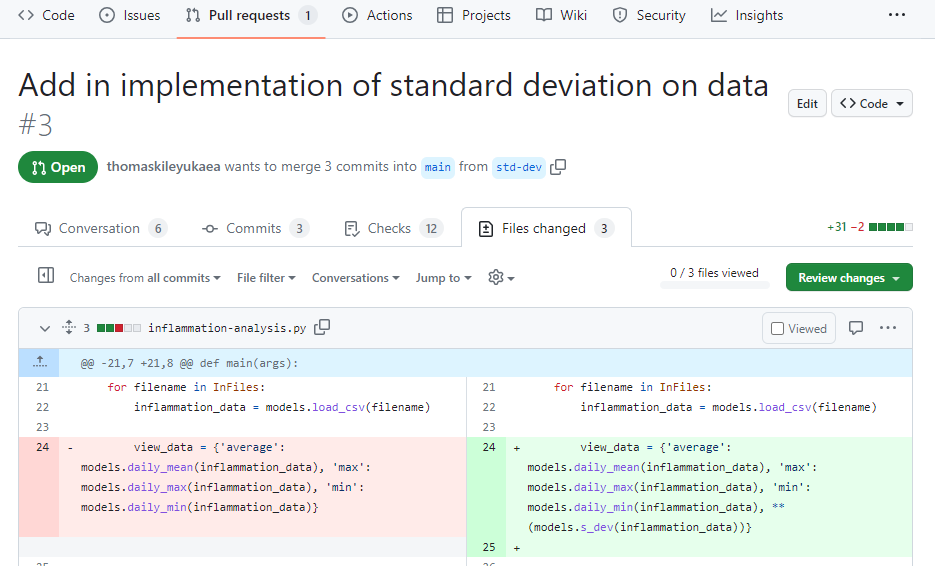 Code Issues Pull requests 1 Actions Projects Wiki Security Insights ...
Add in implementation of standard deviation on data
#3
Edit <> Code
Open thomaskileyukaea wants to merge 3 commits into main from std-dev
Conversation 6 Commits 3 Checks 12 Files changed 3 +31 −2
Changes from all commits File filter Conversations Jump to 0 / 3 files viewed Review changes
3 inflammation-analysis.py Viewed ...
@@ -21,7 +21,8 @@ def main(args):
21 for filename in InFiles: 21 for filename in InFiles:
22 inflammation_data = models.load_csv(filename) 22 inflammation_data = models.load_csv(filename)
23 23
24 - view_data = {'average': 24 + view_data = {'average':
models.daily_mean(inflammation_data), 'max': models.daily_mean(inflammation_data), 'max':
models.daily_max(inflammation_data), 'min': models.daily_max(inflammation_data), 'min':
models.daily_min(inflammation_data)} models.daily_min(inflammation_data), **
(models.s_dev(inflammation_data))}
25 +